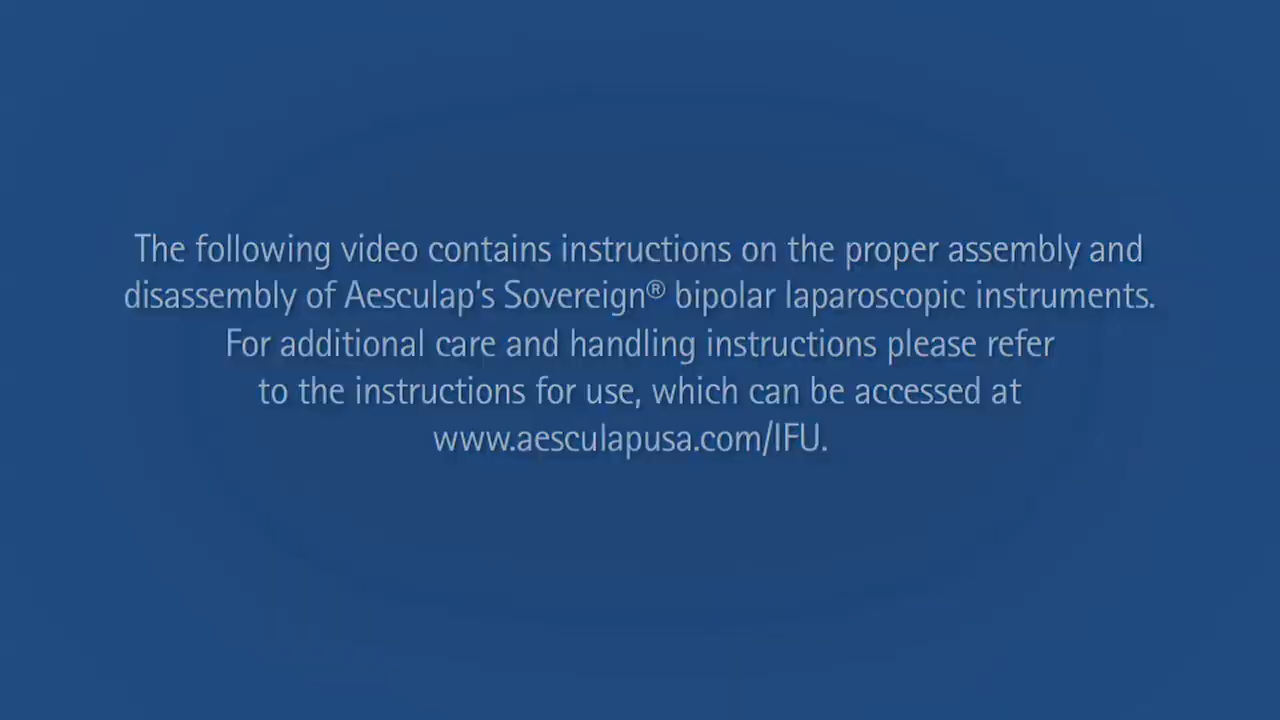 The following video contains instructions on the proper assembly and
disassembly of Aesculap's Sovereign® bipolar laparoscopic instruments.
For additional care and handling instructions please refer
to the instructions for use, which can be accessed at
www.aesculapusa.com/IFU.